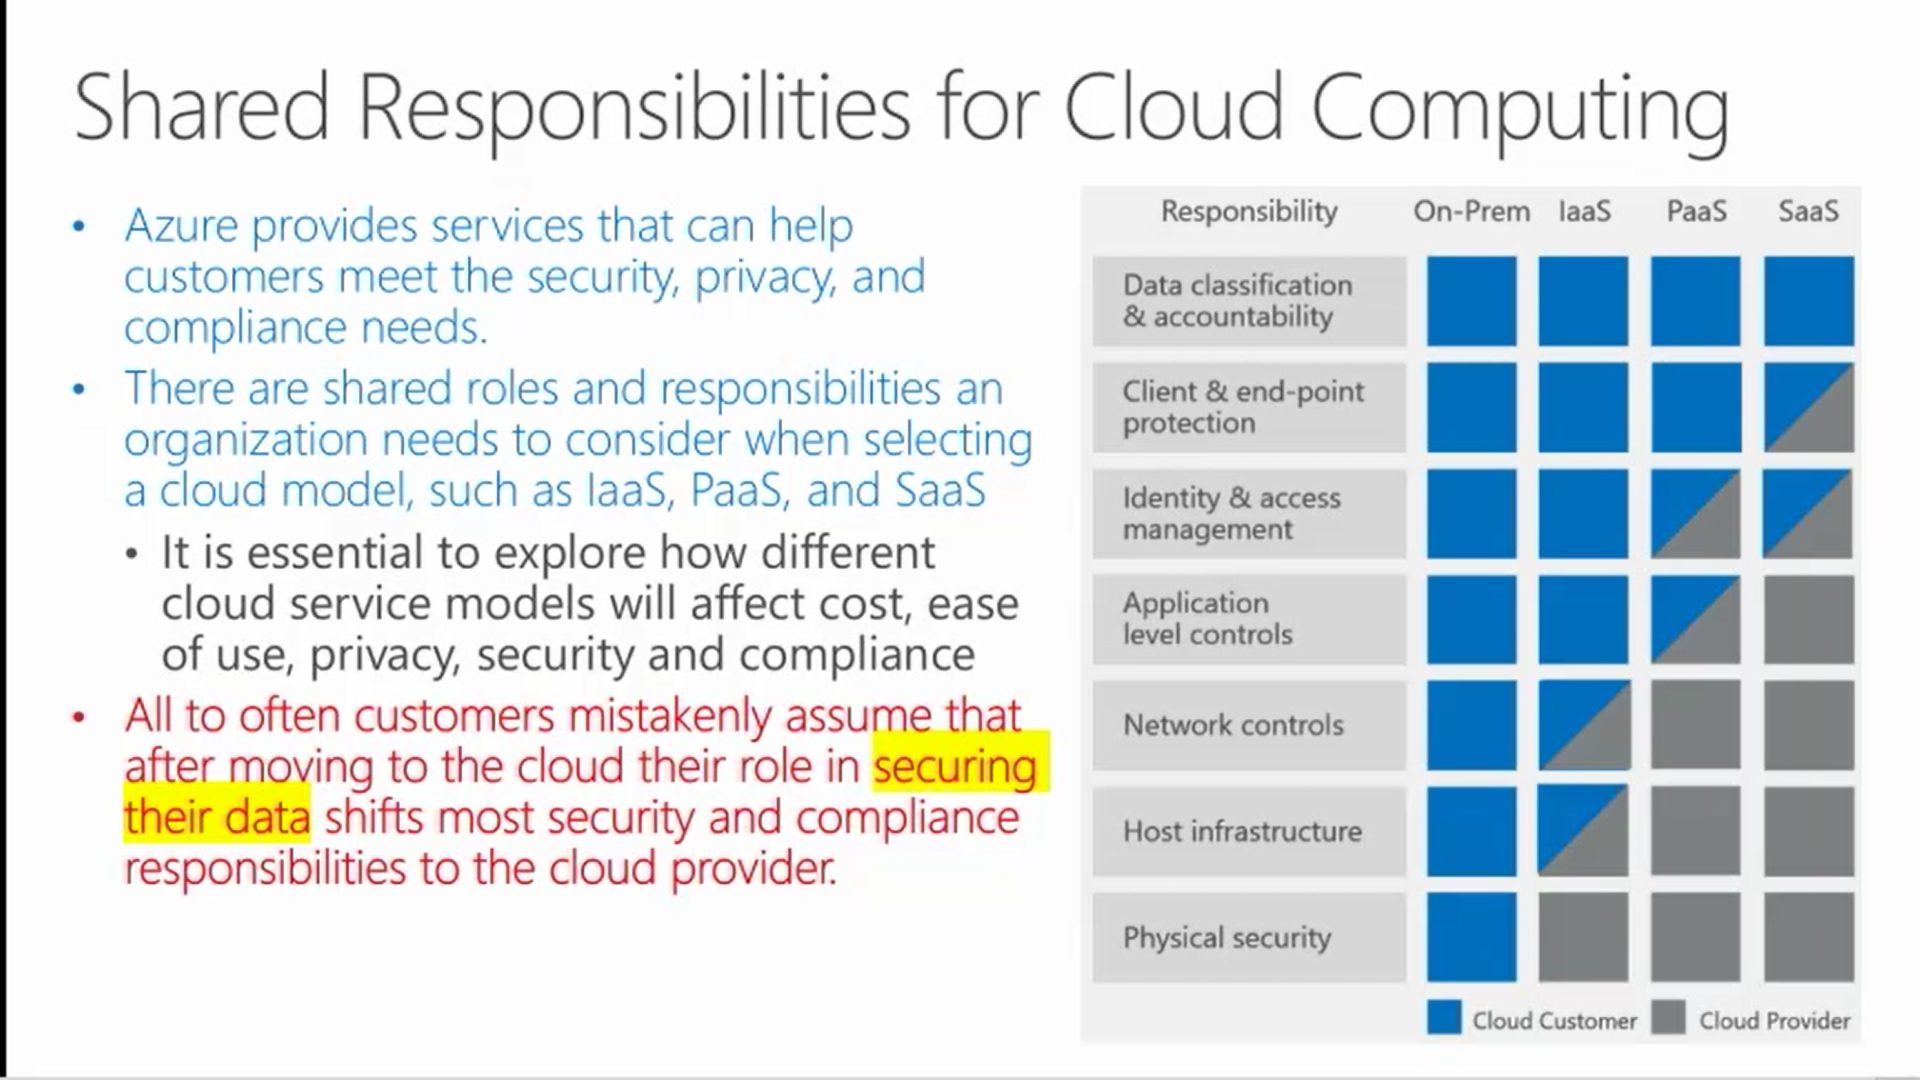 Shared Responsibilities for Cloud Computing
• Azure provides services that can help
customers meet the security, privacy, and
compliance needs.
• There are shared roles and responsibilities an
organization needs to consider when selecting
a cloud model, such as IaaS, PaaS, and SaaS
• It is essential to explore how different
cloud service models will affect cost, ease
of use, privacy, security and compliance
• All to often customers mistakenly assume that
after moving to the cloud their role in securing
their data shifts most security and compliance
responsibilities to the cloud provider.
Responsibility On-Prem IaaS PaaS SaaS
Data classification
& accountability
Client & end-point
protection
Identity & access
management
Application
level controls
Network controls
Host infrastructure
Physical security
Cloud Customer Cloud Provider